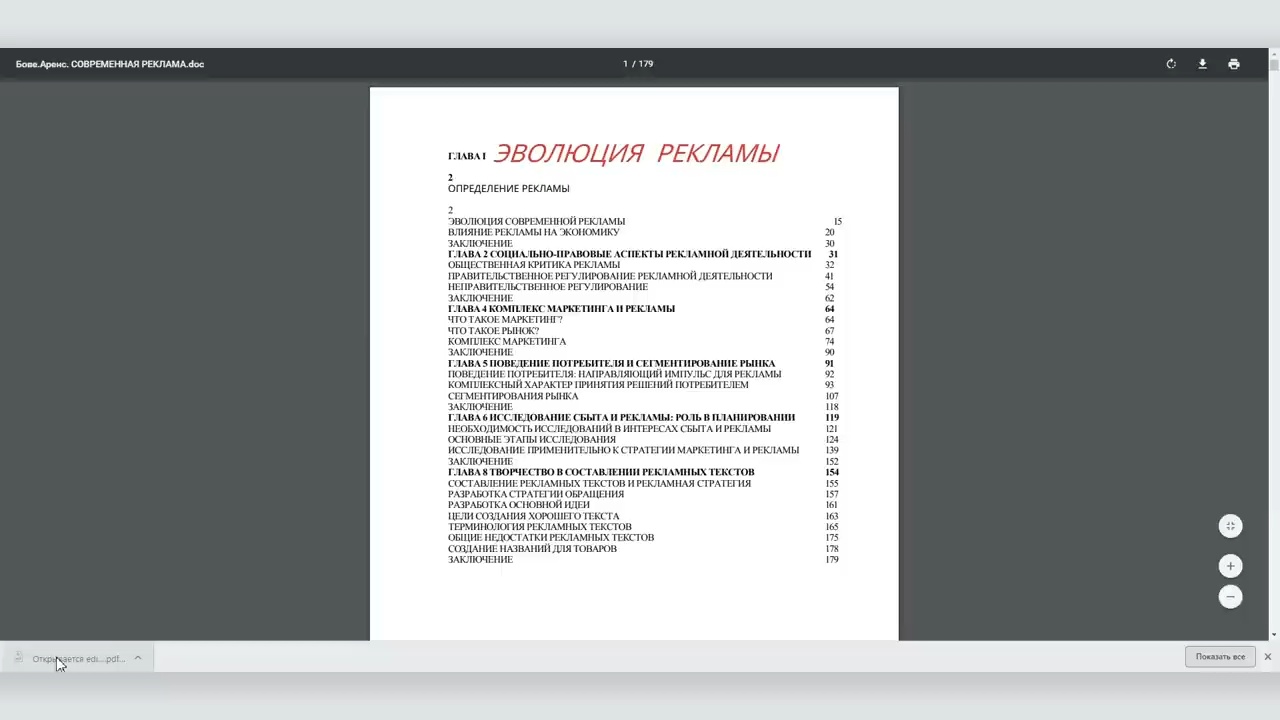 Бове.Аренс. СОВРЕМЕННАЯ РЕКЛАМА.doc
1 / 179
ГЛАВА I ЭВОЛЮЦИЯ РЕКЛАМЫ
2
ОПРЕДЕЛЕНИЕ РЕКЛАМЫ
2
ЭВОЛЮЦИЯ СОВРЕМЕННОЙ РЕКЛАМЫ 15
ВЛИЯНИЕ РЕКЛАМЫ НА ЭКОНОМИКУ 20
ЗАКЛЮЧЕНИЕ 30
ГЛАВА 2 СОЦИАЛЬНО-ПРАВОВЫЕ АСПЕКТЫ РЕКЛАМНОЙ ДЕЯТЕЛЬНОСТИ 31
ОБЩЕСТВЕННАЯ КРИТИКА РЕКЛАМЫ 32
ПРАВИТЕЛЬСТВЕННОЕ РЕГУЛИРОВАНИЕ РЕКЛАМНОЙ ДЕЯТЕЛЬНОСТИ 41
НЕПРАВИТЕЛЬСТВЕННОЕ РЕГУЛИРОВАНИЕ 54
ЗАКЛЮЧЕНИЕ 62
ГЛАВА 4 КОМПЛЕКС МАРКЕТИНГА И РЕКЛАМЫ 64
ЧТО ТАКОЕ МАРКЕТИНГ? 64
ЧТО ТАКОЕ РЫНОК? 67
КОМПЛЕКС МАРКЕТИНГА 74
ЗАКЛЮЧЕНИЕ 90
ГЛАВА 5 ПОВЕДЕНИЕ ПОТРЕБИТЕЛЯ И СЕГМЕНТИРОВАНИЕ РЫНКА 91
ПОВЕДЕНИЕ ПОТРЕБИТЕЛЯ: НАПРАВЛЯЮЩИЙ ИМПУЛЬС ДЛЯ РЕКЛАМЫ 92
КОМПЛЕКСНЫЙ ХАРАКТЕР ПРИНЯТИЯ РЕШЕНИЙ ПОТРЕБИТЕЛЕМ 93
СЕГМЕНТИРОВАНИЯ РЫНКА 107
ЗАКЛЮЧЕНИЕ 118
ГЛАВА 6 ИССЛЕДОВАНИЕ СБЫТА И РЕКЛАМЫ: РОЛЬ В ПЛАНИРОВАНИИ 119
НЕОБХОДИМОСТЬ ИССЛЕДОВАНИЙ В ИНТЕРЕСАХ СБЫТА И РЕКЛАМЫ 121
ОСНОВНЫЕ ЭТАПЫ ИССЛЕДОВАНИЯ 124
ИССЛЕДОВАНИЕ ПРИМЕНИТЕЛЬНО К СТРАТЕГИИ МАРКЕТИНГА И РЕКЛАМЫ 139
ЗАКЛЮЧЕНИЕ 152
ГЛАВА 8 ТВОРЧЕСТВО В СОСТАВЛЕНИИ РЕКЛАМНЫХ ТЕКСТОВ 154
СОСТАВЛЕНИЕ РЕКЛАМНЫХ ТЕКСТОВ И РЕКЛАМНАЯ СТРАТЕГИЯ 155
РАЗРАБОТКА СТРАТЕГИИ ОБРАЩЕНИЯ 157
РАЗРАБОТКА ОСНОВНОЙ ИДЕИ 161
ЦЕЛИ СОЗДАНИЯ ХОРОШЕГО ТЕКСТА 163
ТЕРМИНОЛОГИЯ РЕКЛАМНЫХ ТЕКСТОВ 165
ОБЩИЕ НЕДОСТАТКИ РЕКЛАМНЫХ ТЕКСТОВ 175
СОЗДАНИЕ НАЗВАНИЙ ДЛЯ ТОВАРОВ 178
ЗАКЛЮЧЕНИЕ 179
Открывается edu....pdf...
Показать все